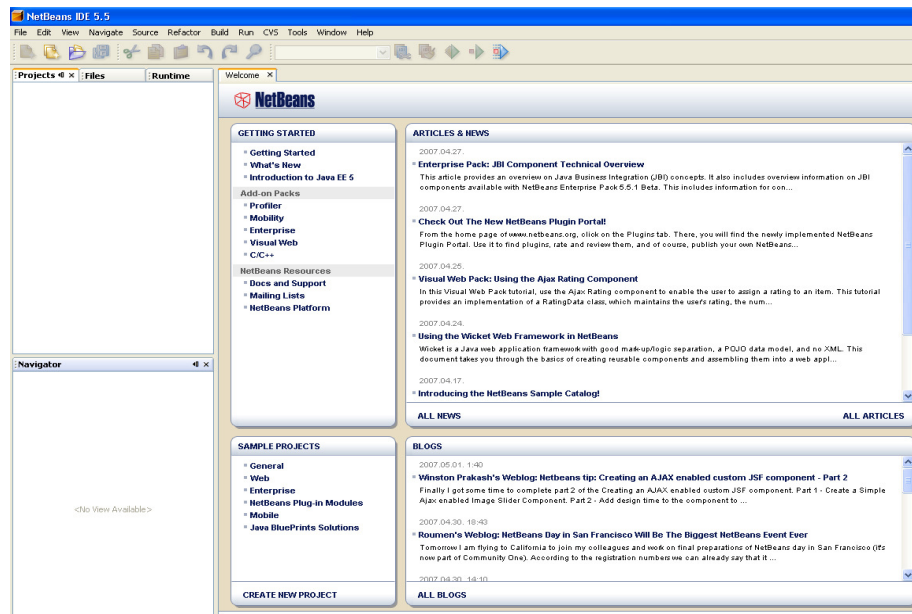 NetBeans IDE 5.5
File Edit View Navigate Source Refactor Build Run CVS Tools Window Help
Projects Files Runtime
Welcome
NetBeans
GETTING STARTED
Getting Started
What's New
Introduction to Java EE 5
Add-on Packs
Profiler
Mobility
Enterprise
Visual Web
C/C++
NetBeans Resources
Docs and Support
Mailing Lists
NetBeans Platform
ARTICLES & NEWS
2007.04.27.
Enterprise Pack: JBI Component Technical Overview
This article provides an overview on Java Business Integration (JBI) concepts. It also includes overview information on JBI
components available with NetBeans Enterprise Pack 5.5.1 Beta. This includes information for con...
2007.04.27.
Check Out The New NetBeans Plugin Portal!
From the home page of www.netbeans.org, click on the Plugins tab. There, you will find the newly implemented NetBeans
Plugin Portal. Use it to find plugins, rate and review them, and of course, publish your own NetBeans...
2007.04.25.
Visual Web Pack: Using the Ajax Rating Component
In this Visual Web Pack tutorial, use the Ajax Rating component to enable the user to assign a rating to an item. This tutorial
provides an implementation of a RatingData class, which maintains the user's rating, the num...
2007.04.24.
Using the Wicket Web Framework in NetBeans
Wicket is a Java web application framework with good mark-up/logic separation, a POJO data model, and no XML. This
document takes you through the basics of creating reusable components and assembling them into a web appl...
2007.04.17.
Introducing the NetBeans Sample Catalog!
ALL NEWS ALL ARTICLES
Navigator
<No View Available>
SAMPLE PROJECTS
General
Web
Enterprise
NetBeans Plug-in Modules
Mobile
Java BluePrints Solutions
CREATE NEW PROJECT
BLOGS
2007.05.01. 1:40
Winston Prakash's Weblog: Netbeans tip: Creating an AJAX enabled custom JSF component - Part 2
Finally I got some time to complete part 2 of the Creating an AJAX enabled custom JSF component. Part 1 - Create a Simple
Ajax enabled Image Slider Component. Part 2 - Add design time to the component to ...
2007.04.30. 18:43
Roumen's Weblog: NetBeans Day in San Francisco Will Be The Biggest NetBeans Event Ever
Tomorrow I am flying to California to join my colleagues and work on final preparations of NetBeans day in San Francisco (it's
now part of Community One). According to the registration numbers we can already say that it ...
2007.04.30. 14:10
ALL BLOGS